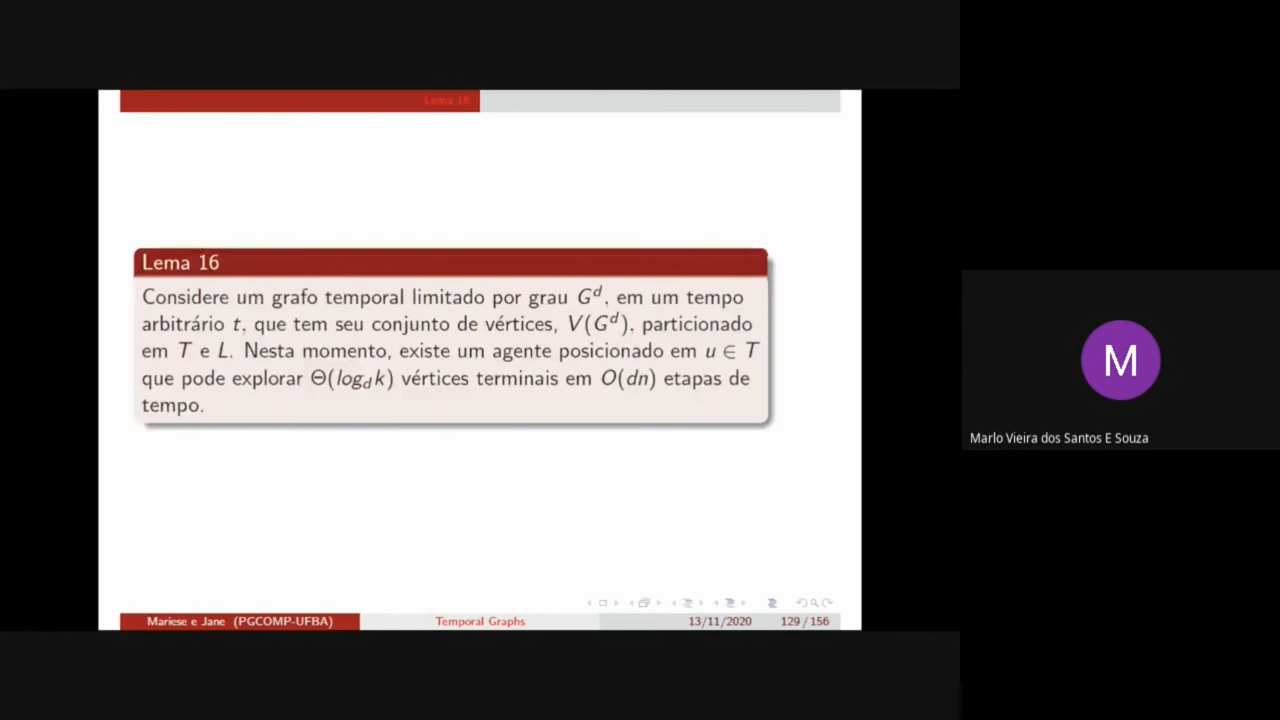 Lema 16
Lema 16
Considere um grafo temporal limitado por grau G^d, em um tempo
arbitrário t, que tem seu conjunto de vértices, V(G^d), particionado
em T e L. Nesta momento, existe um agente posicionado em u ∈ T
que pode explorar Θ(log_d k) vértices terminais em O(dn) etapas de
tempo.
M
Marlo Vieira dos Santos E Souza
Mariese e Jane (PGCOMP-UFBA)
Temporal Graphs
13/11/2020
129 / 156